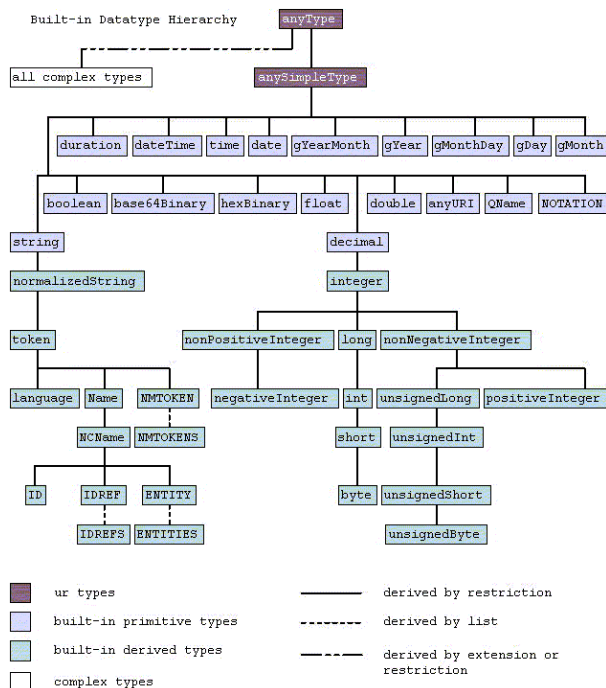 Built-in Datatype Hierarchy
anyType
all complex types
anySimpleType
duration dateTime time date gYearMonth gYear gMonthDay gDay gMonth
boolean base64Binary hexBinary float double anyURI QName NOTATION
string decimal
normalizedString integer
token nonPositiveInteger long nonNegativeInteger
language Name NMTOKEN negativeInteger int unsignedLong positiveInteger
NCName NMTOKENS short unsignedInt
ID IDREF ENTITY byte unsignedShort
IDREFS ENTITIES unsignedByte
ur types derived by restriction
built-in primitive types derived by list
built-in derived types derived by extension or
restriction
complex types